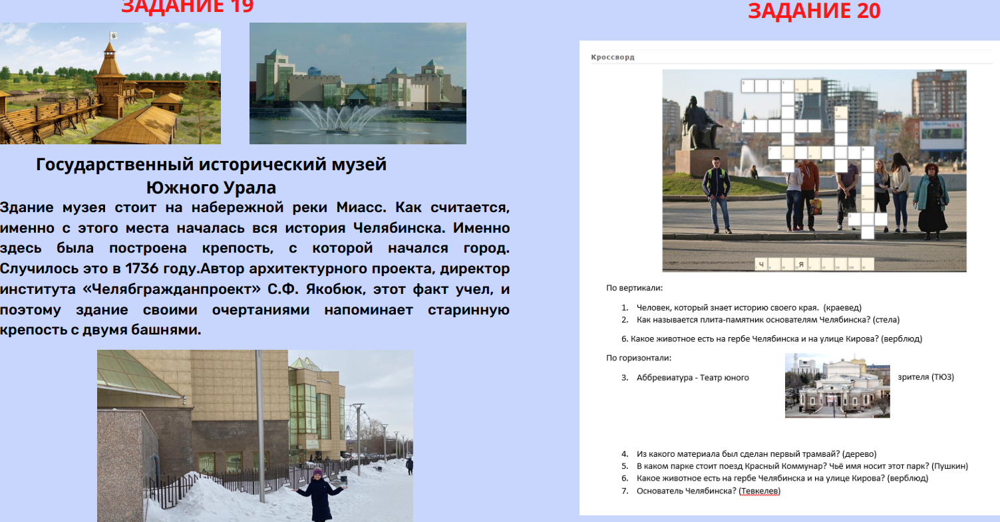 ЗАДАНИЕ 19
Государственный исторический музей
Южного Урала
Здание музея стоит на набережной реки Миасс. Как считается,
именно с этого места началась вся история Челябинска. Именно
здесь была построена крепость, с которой начался город.
Случилось это в 1736 году.Автор архитектурного проекта, директор
института «Челябгражданпроект» С.Ф. Якобюк, этот факт учел, и
поэтому здание своими очертаниями напоминает старинную
крепость с двумя башнями.
ЗАДАНИЕ 20
Кроссворд
Ч Я
По вертикали:
1. Человек, который знает историю своего края. (краевед)
2. Как называется плита-памятник основателям Челябинска? (стела)
6. Какое животное есть на гербе Челябинска и на улице Кирова? (верблюд)
По горизонтали:
3. Аббревиатура - Театр юного зрителя (ТЮЗ)
4. Из какого материала был сделан первый трамвай? (дерево)
5. В каком парке стоит поезд Красный Коммунар? Чьё имя носит этот парк? (Пушкин)
6. Какое животное есть на гербе Челябинска и на улице Кирова? (верблюд)
7. Основатель Челябинска? (Тевкелев)